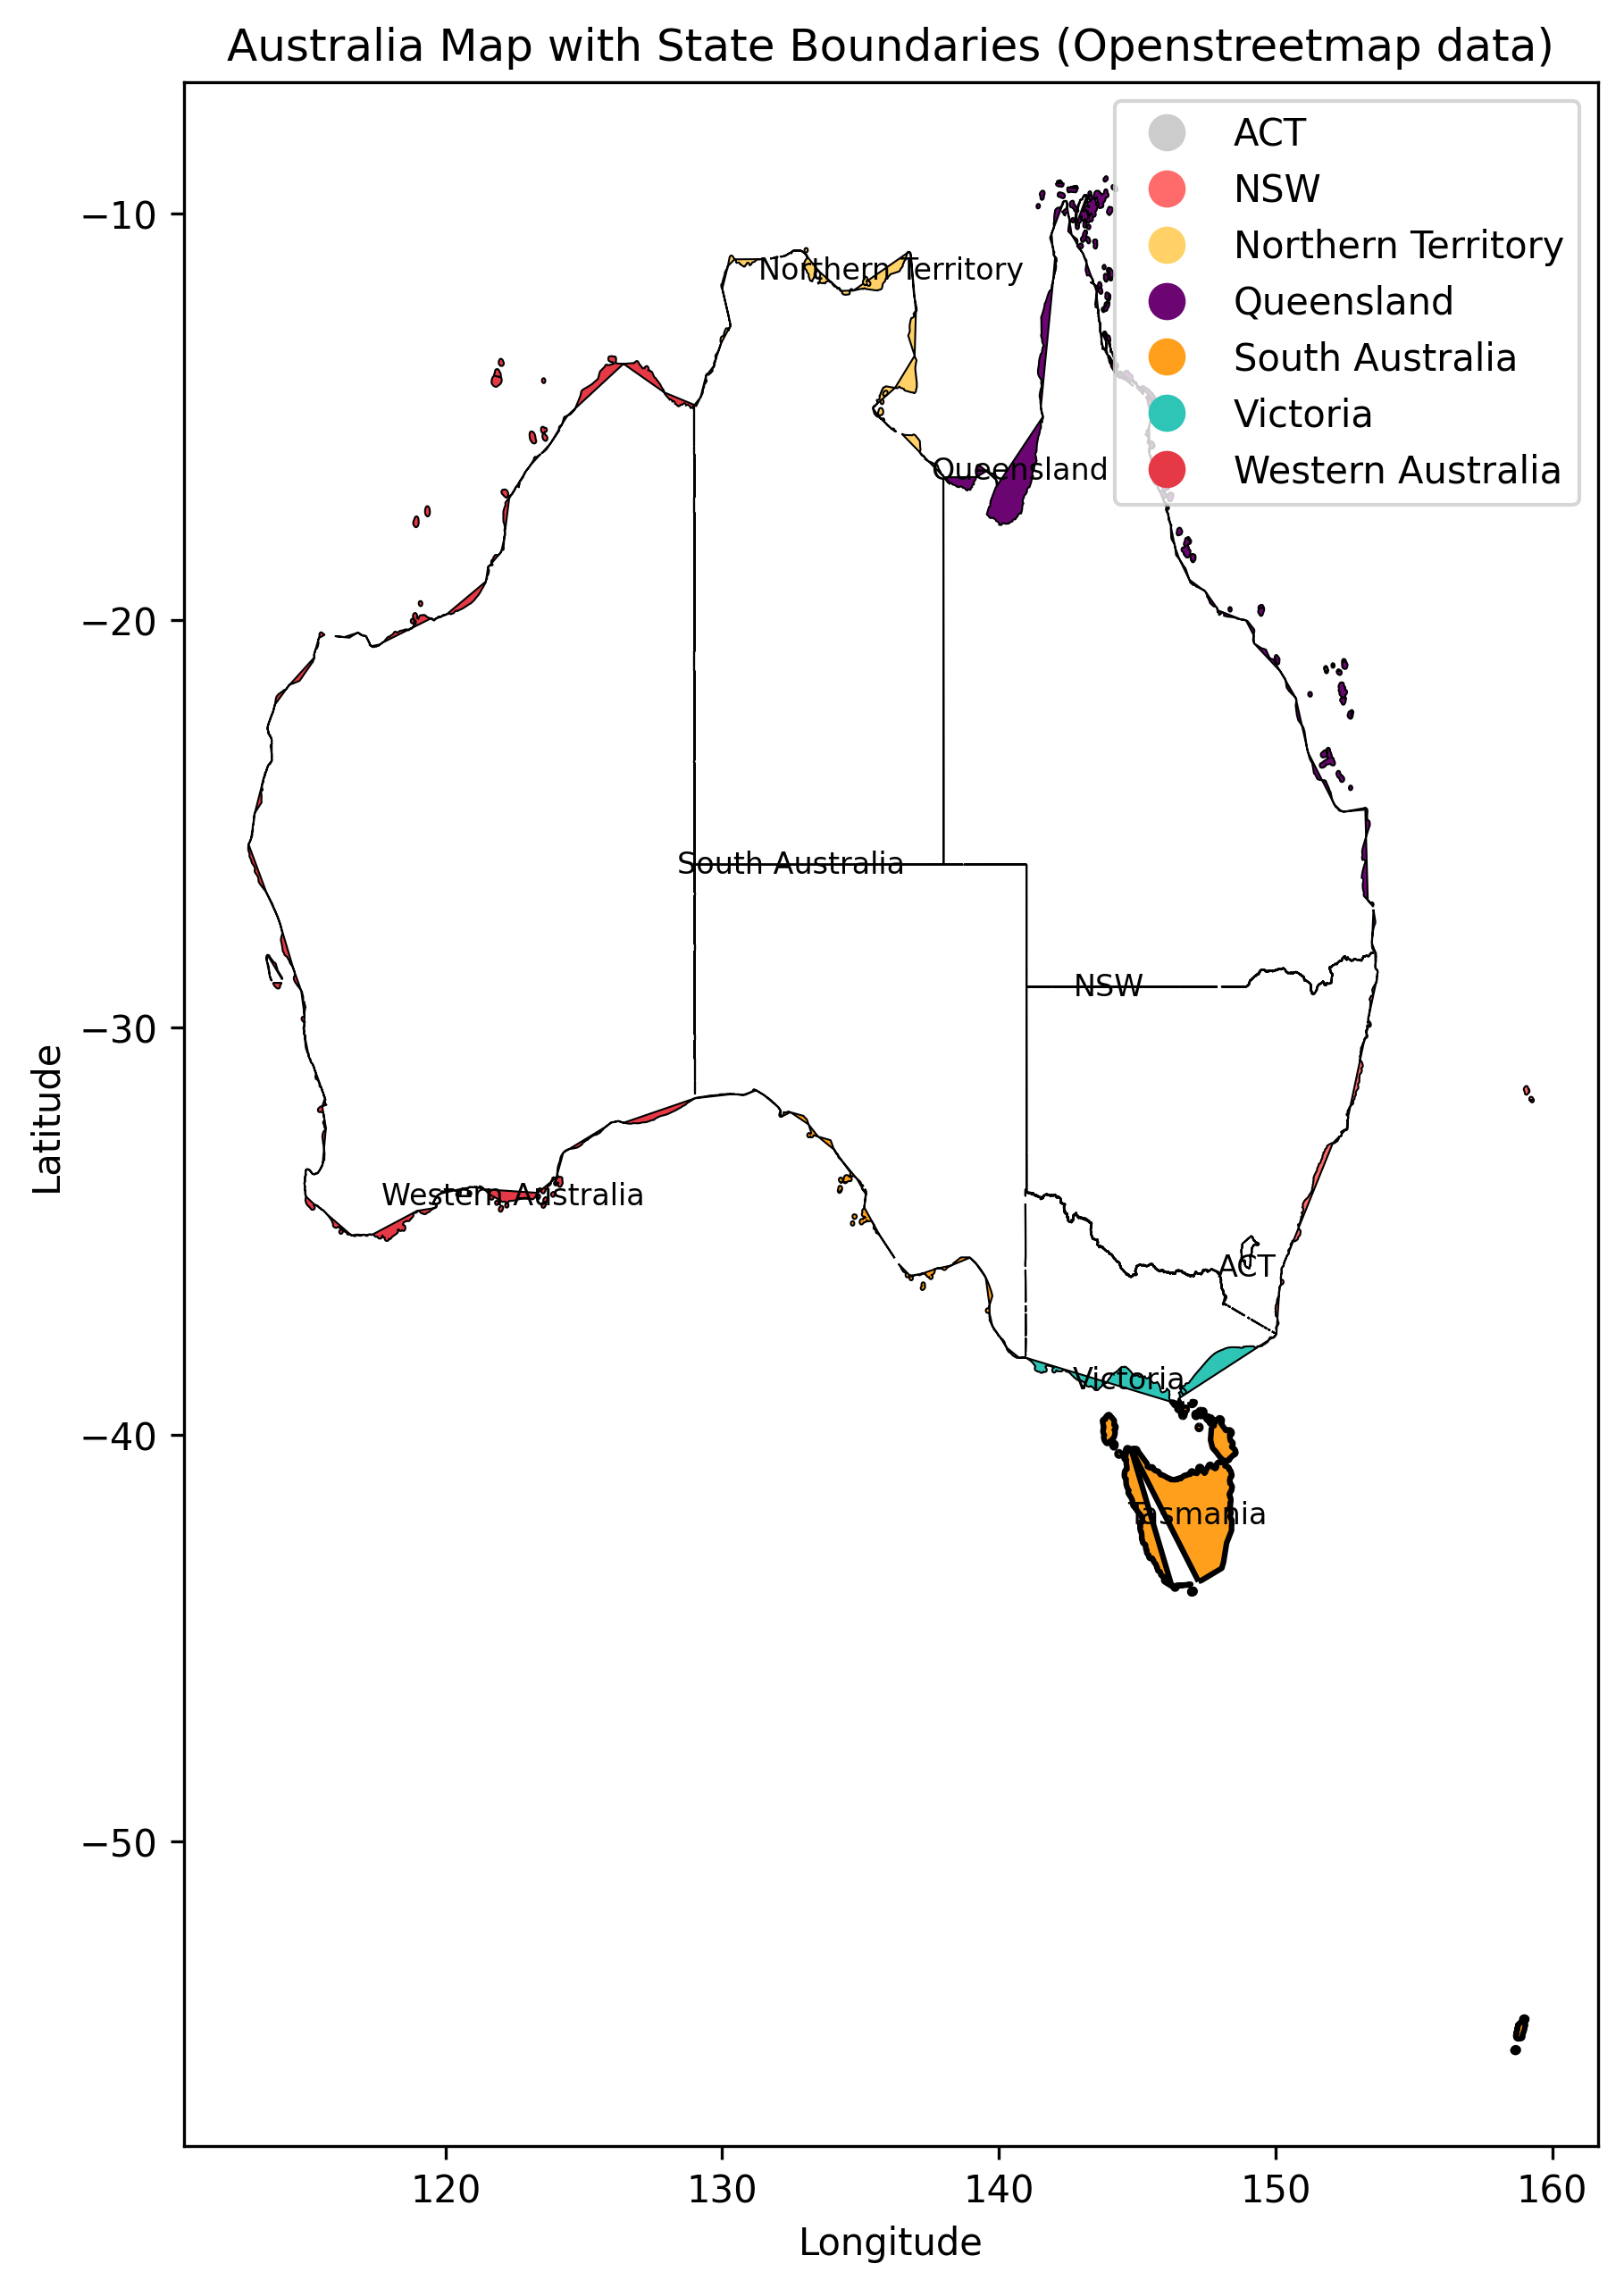 Australia Map with State Boundaries (Openstreetmap data)
ACT
NSW
Northern Territory
Queensland
South Australia
Victoria
Western Australia
−10
−20
−30
−40
−50
Latitude
Northern Territory
Queensland
South Australia
NSW
Western Australia
ACT
Victoria
Tasmania
120 130 140 150 160
Longitude